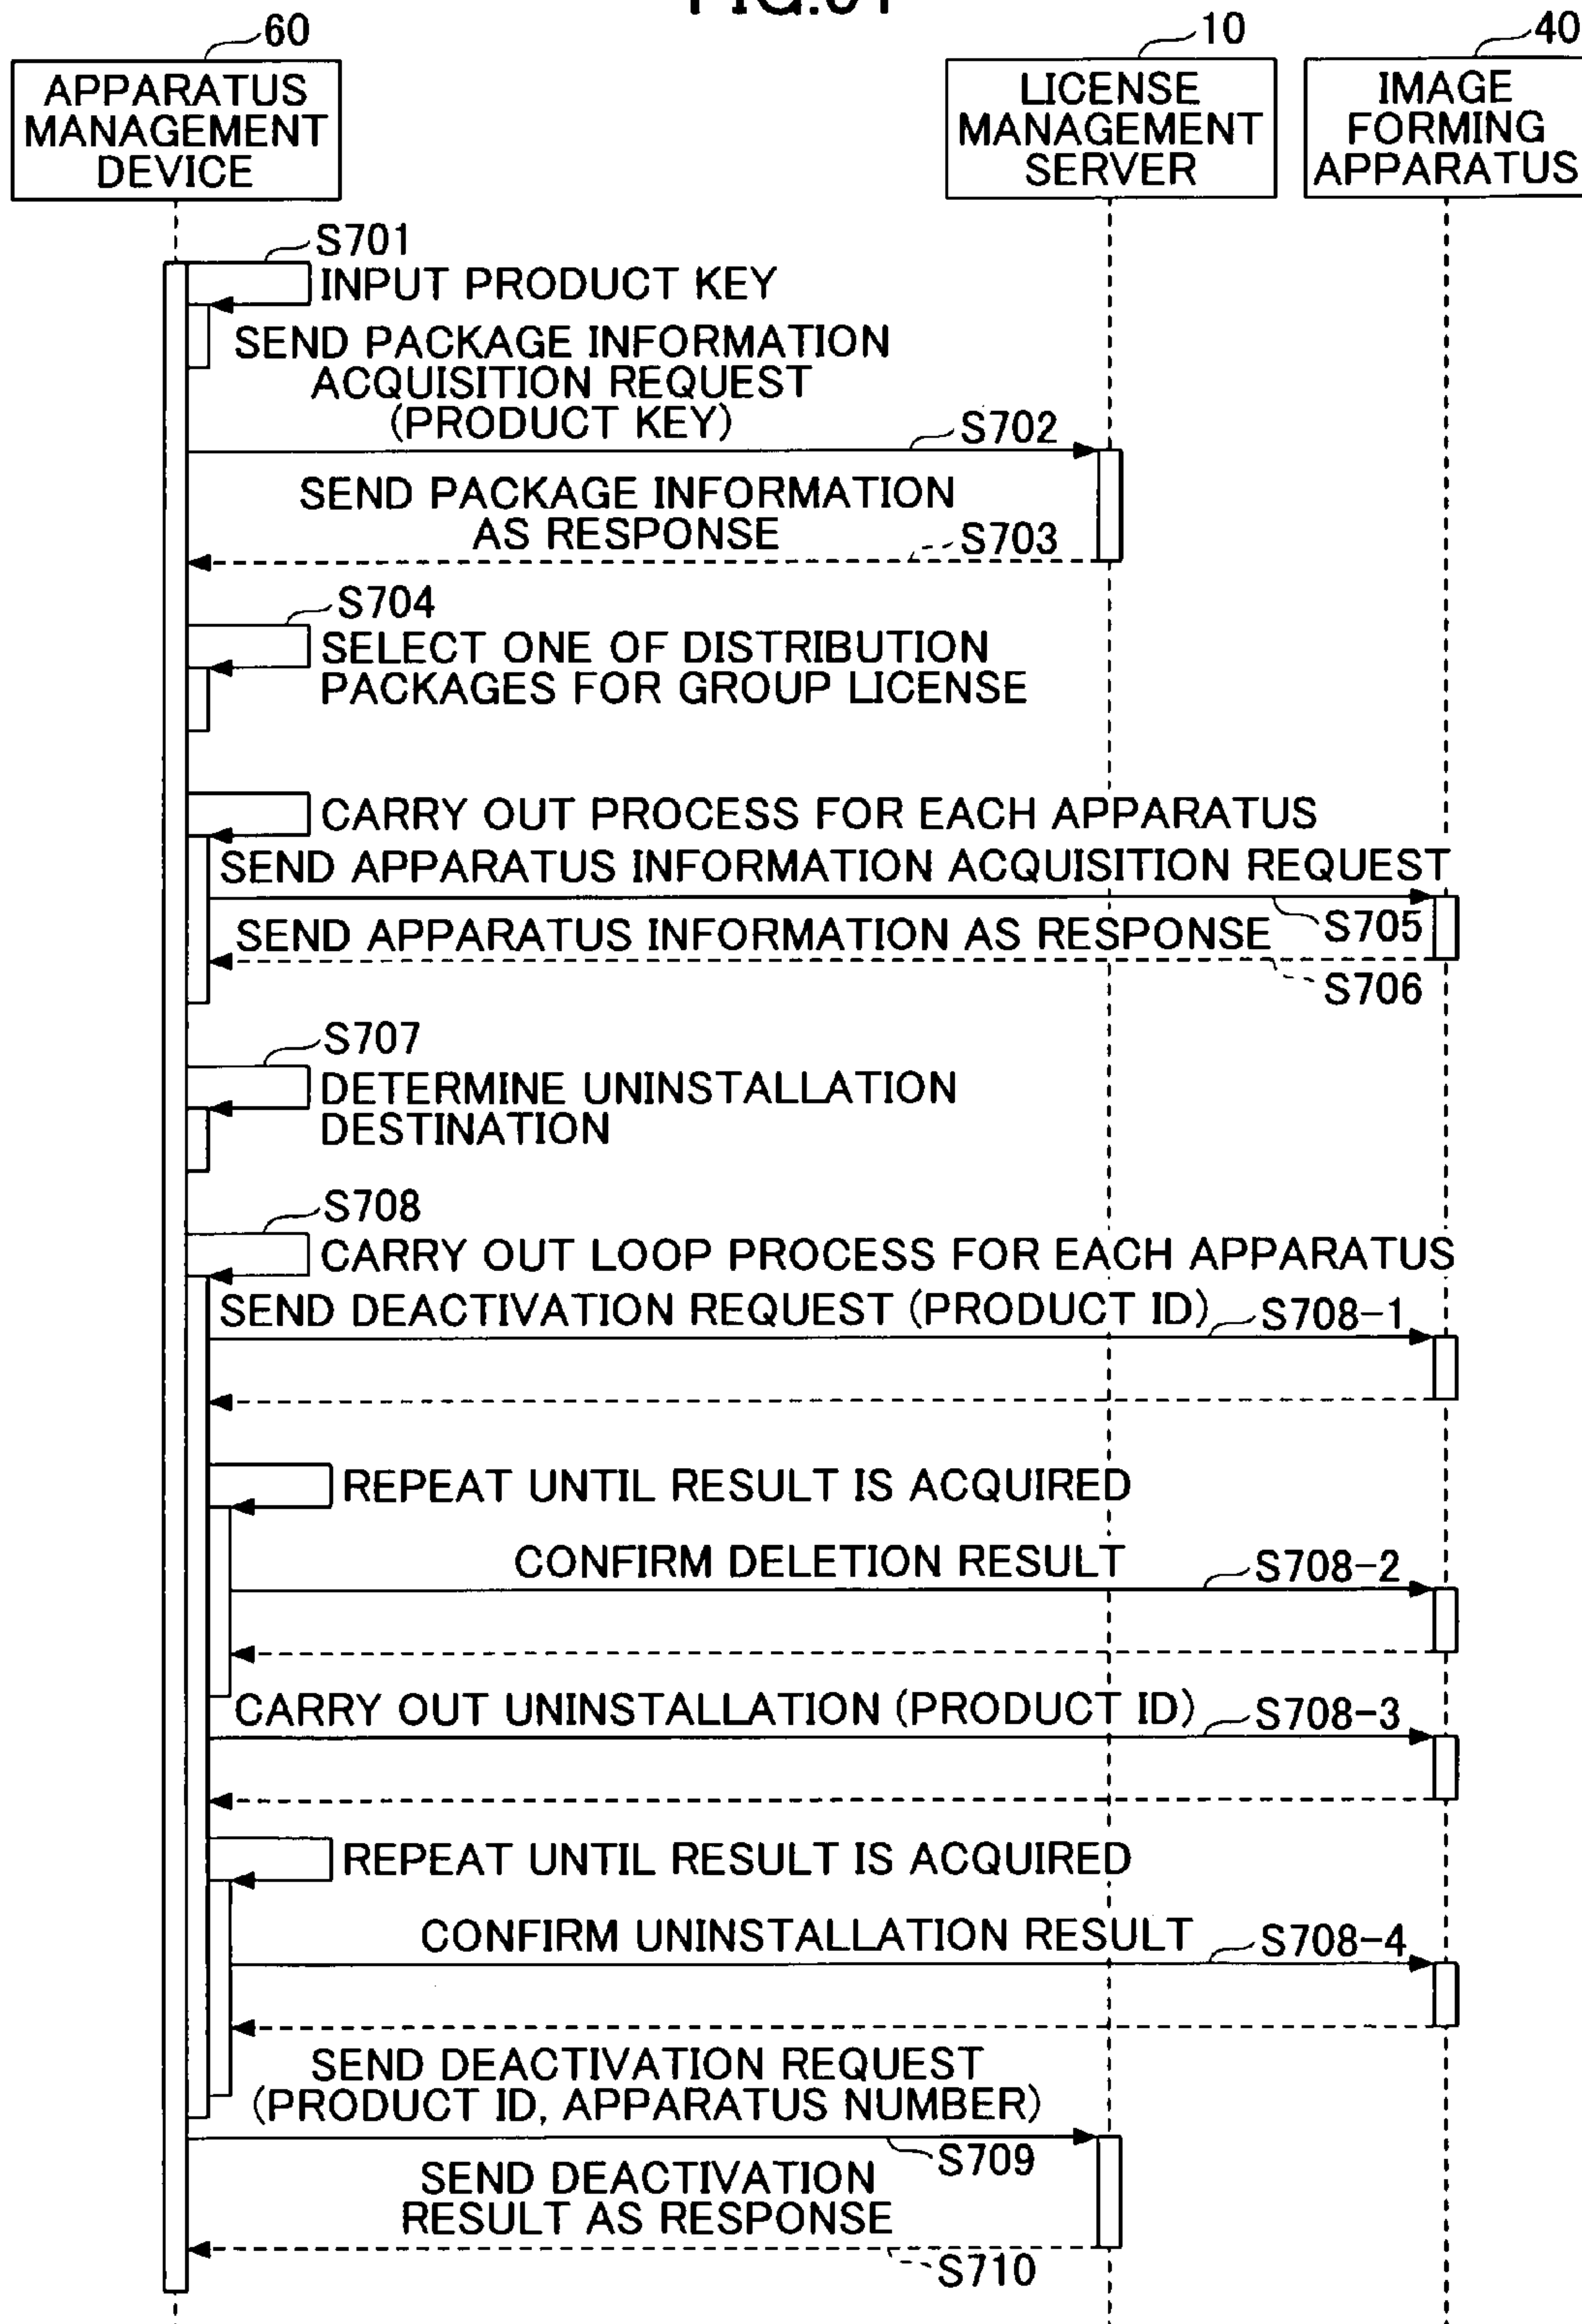 60
10
40
APPARATUS
MANAGEMENT
DEVICE
LICENSE
MANAGEMENT
SERVER
IMAGE
FORMING
APPARATUS
S701
INPUT PRODUCT KEY
SEND PACKAGE INFORMATION
ACQUISITION REQUEST
(PRODUCT KEY)
S702
SEND PACKAGE INFORMATION
AS RESPONSE
S703
S704
SELECT ONE OF DISTRIBUTION
PACKAGES FOR GROUP LICENSE
CARRY OUT PROCESS FOR EACH APPARATUS
SEND APPARATUS INFORMATION ACQUISITION REQUEST
S705
SEND APPARATUS INFORMATION AS RESPONSE
S706
S707
DETERMINE UNINSTALLATION
DESTINATION
S708
CARRY OUT LOOP PROCESS FOR EACH APPARATUS
SEND DEACTIVATION REQUEST (PRODUCT ID)
S708-1
REPEAT UNTIL RESULT IS ACQUIRED
CONFIRM DELETION RESULT
S708-2
CARRY OUT UNINSTALLATION (PRODUCT ID)
S708-3
REPEAT UNTIL RESULT IS ACQUIRED
CONFIRM UNINSTALLATION RESULT
S708-4
SEND DEACTIVATION REQUEST
(PRODUCT ID, APPARATUS NUMBER)
S709
SEND DEACTIVATION
RESULT AS RESPONSE
S710